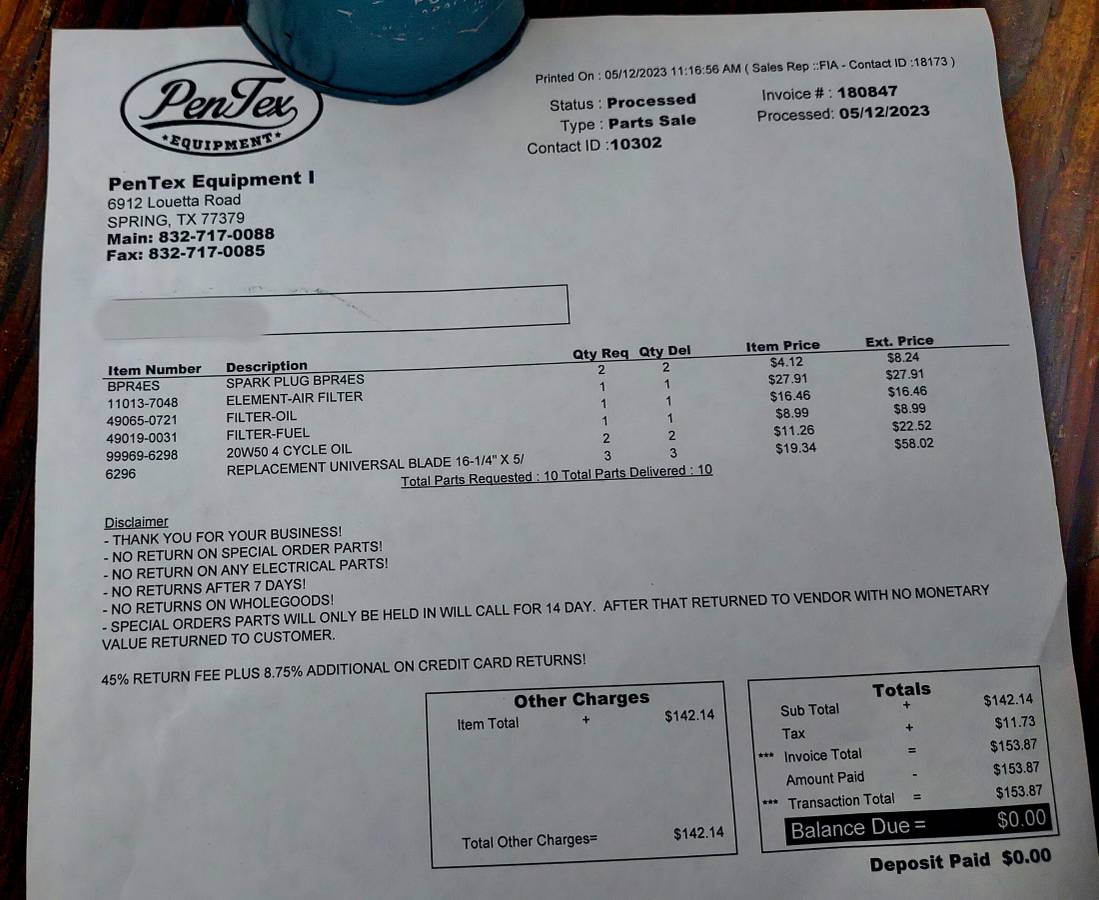 PenTex
EQUIPMENT
Printed On : 05/12/2023 11:16:56 AM ( Sales Rep ::FIA - Contact ID :18173 )
Status : Processed
Invoice # : 180847
Type : Parts Sale
Processed: 05/12/2023
Contact ID :10302
PenTex Equipment I
6912 Louetta Road
SPRING, TX 77379
Main: 832-717-0088
Fax: 832-717-0085
Item Number Description Qty Req Qty Del Item Price Ext. Price
BPR4ES SPARK PLUG BPR4ES 2 2 $4.12 $8.24
11013-7048 ELEMENT-AIR FILTER 1 1 $27.91 $27.91
49065-0721 FILTER-OIL 1 1 $16.46 $16.46
49019-0031 FILTER-FUEL 1 1 $8.99 $8.99
99969-6298 20W50 4 CYCLE OIL 2 2 $11.26 $22.52
6296 REPLACEMENT UNIVERSAL BLADE 16-1/4" X 5/ 3 3 $19.34 $58.02
Total Parts Requested : 10 Total Parts Delivered : 10
Disclaimer
- THANK YOU FOR YOUR BUSINESS!
- NO RETURN ON SPECIAL ORDER PARTS!
- NO RETURN ON ANY ELECTRICAL PARTS!
- NO RETURNS AFTER 7 DAYS!
- NO RETURNS ON WHOLEGOODS!
- SPECIAL ORDERS PARTS WILL ONLY BE HELD IN WILL CALL FOR 14 DAY. AFTER THAT RETURNED TO VENDOR WITH NO MONETARY
VALUE RETURNED TO CUSTOMER.
45% RETURN FEE PLUS 8.75% ADDITIONAL ON CREDIT CARD RETURNS!
Other Charges
Item Total + $142.14
Total Other Charges= $142.14
Totals
Sub Total + $142.14
Tax + $11.73
*** Invoice Total = $153.87
Amount Paid - $153.87
*** Transaction Total = $153.87
Balance Due = $0.00
Deposit Paid $0.00